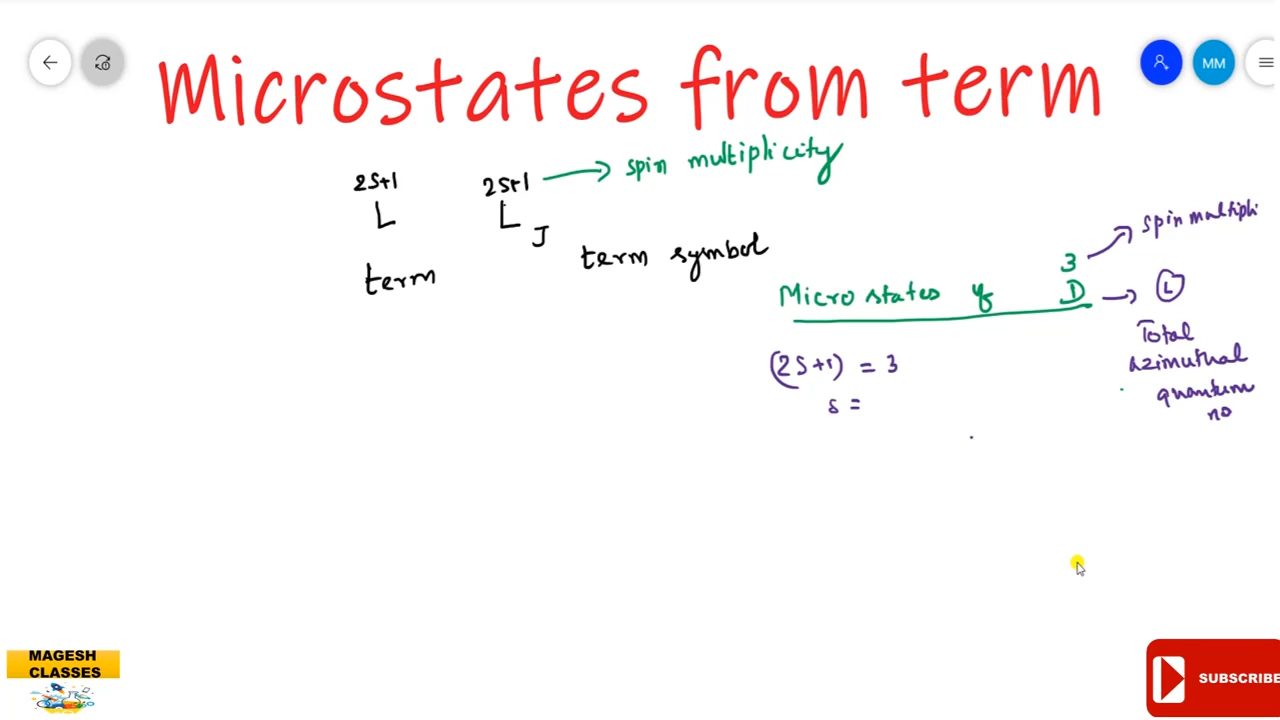 Microstates from term
MM
2S+1
L
term
2S+1
L
J
spin multiplicity
term symbol
Micro states of
3
D
spin multipli
L
Total
azimuthal
quantum
no
(2S+1) = 3
s =
MAGESH
CLASSES
SUBSCRIBE